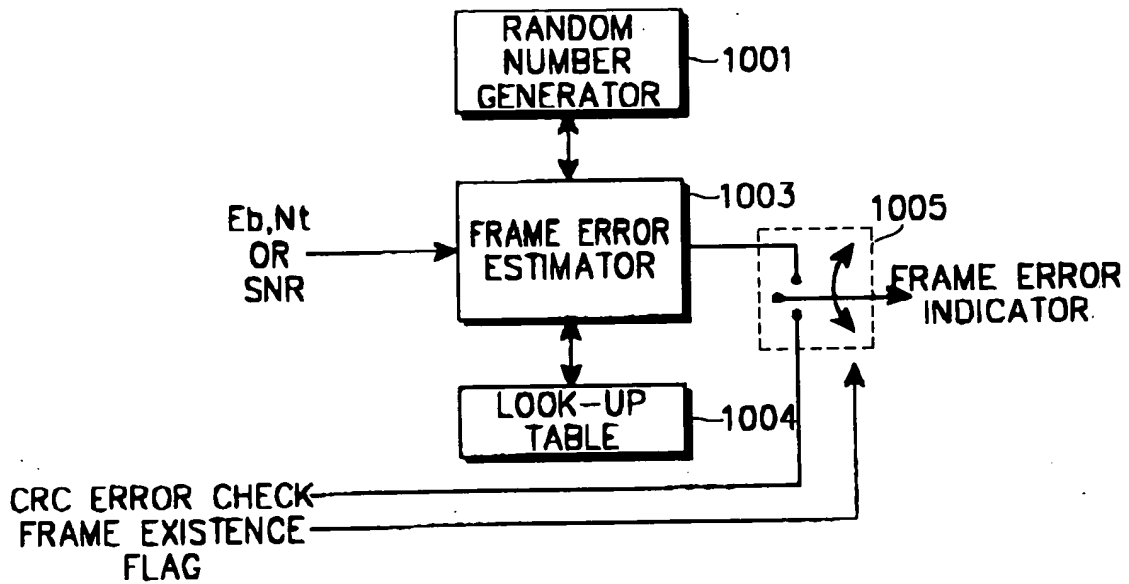 RANDOM
NUMBER
GENERATOR
1001
Eb,Nt
OR
SNR
FRAME ERROR
ESTIMATOR
1003
1005
FRAME ERROR
INDICATOR
LOOK-UP
TABLE
1004
CRC ERROR CHECK
FRAME EXISTENCE
FLAG